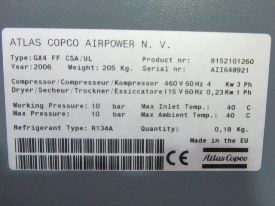 ATLAS COPCO AIRPOWER N. V.
Type: GX4 FF CSA/UL Product nr: 8152101260
Year: 2006 Weight: 205 Kg. Serial nr: AII648921
Compressor/Compresseur/Kompressor 460 V 60 Hz 4 Kw 3 Ph
Dryer/Secheur/Trockner/Essiccatore 115 V 60 Hz 0,23 Kw 1 Ph
Working Pressure: 10 bar Max Inlet Temp.: 40 C
Max Pressure: 10 bar Max Ambient Temp.: 40 C
Refrigerant Type: R134A 0,18 Kg.
Made in the EU
Atlas Copco